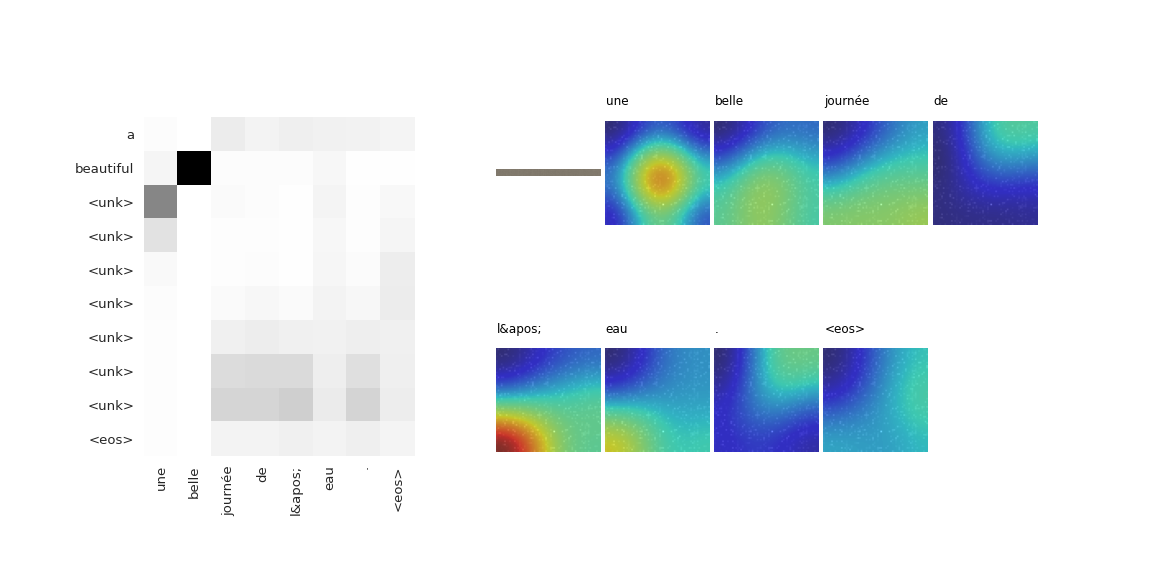 a
beautiful
<unk>
<unk>
<unk>
<unk>
<unk>
<unk>
<unk>
<eos>
une belle journée de l&apos; eau . <eos>
une belle journée de
l&apos; eau . <eos>